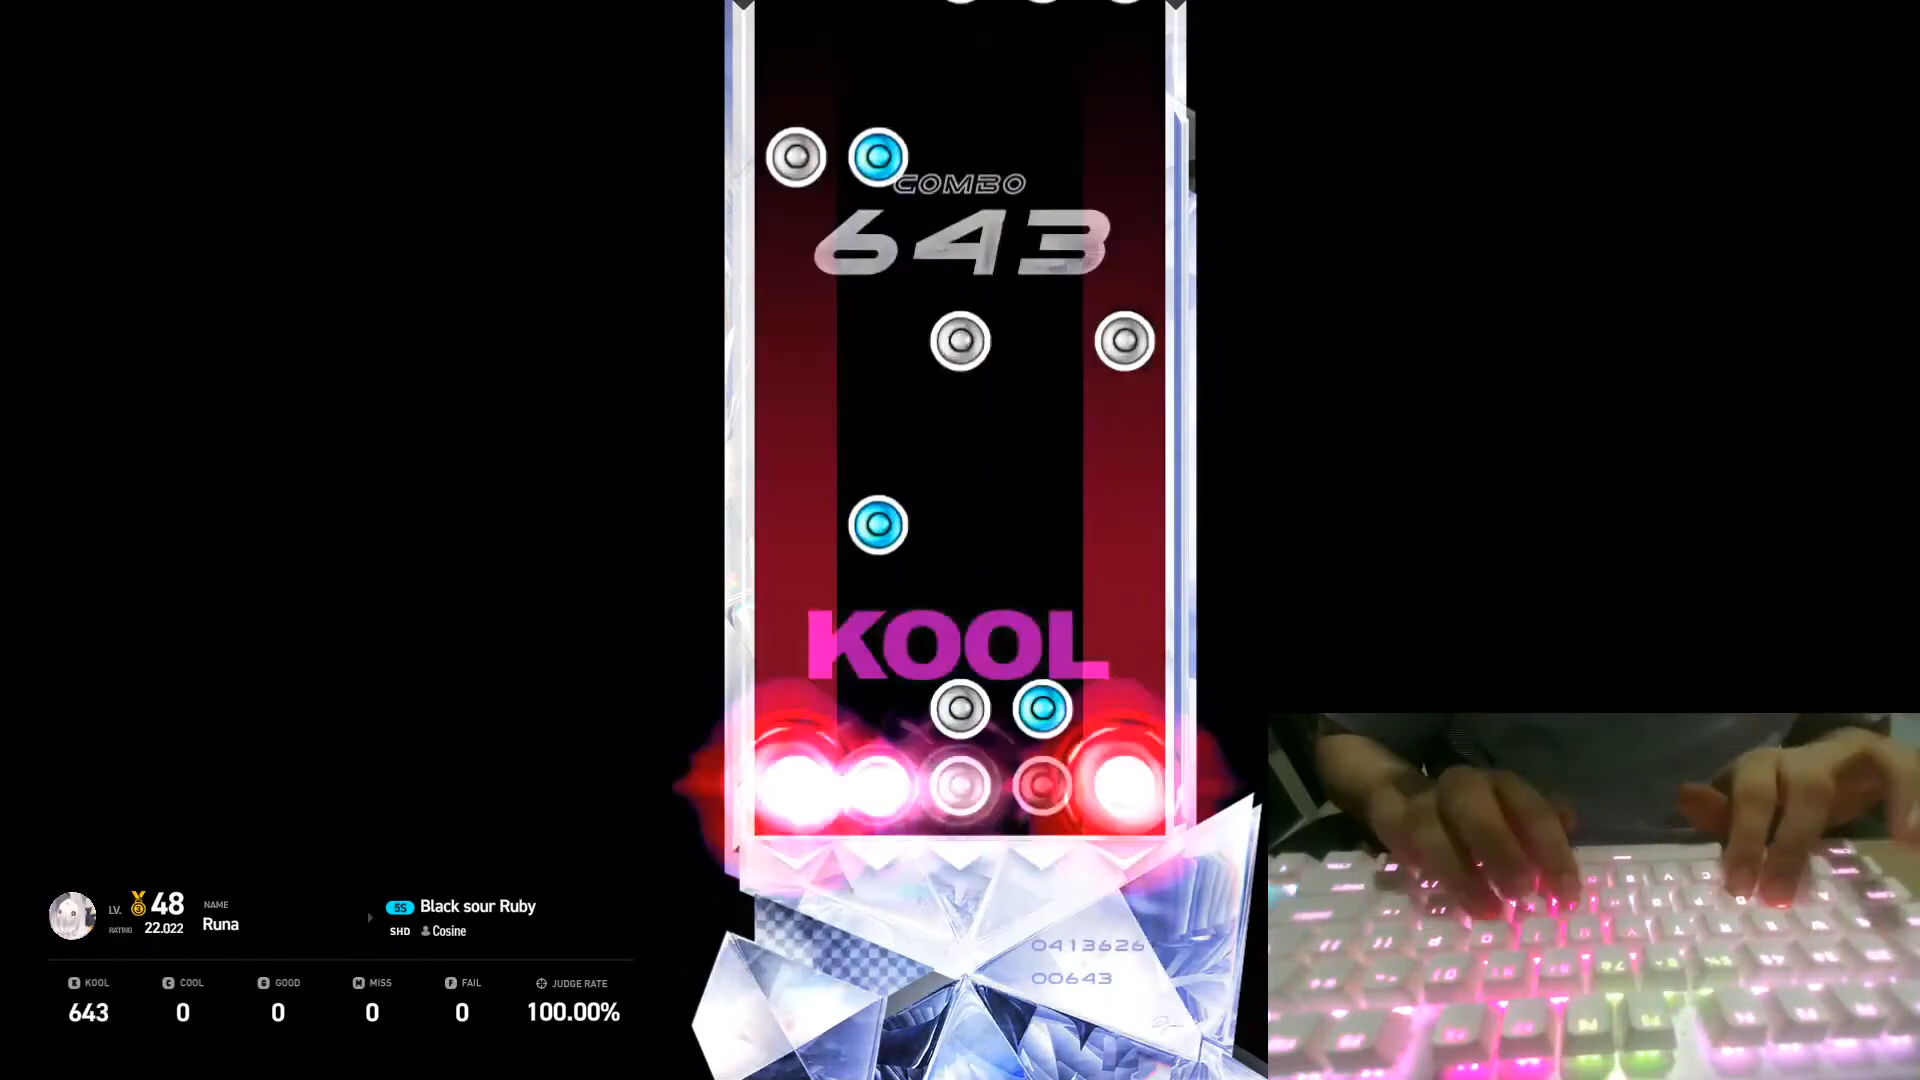 COMBO
643
KOOL
LV. 48 NAME
RATING 22.022 Runa
5S Black sour Ruby
SHD Cosine
K KOOL C COOL G GOOD M MISS F FAIL JUDGE RATE
643 0 0 0 0 100.00%
0413626
00643